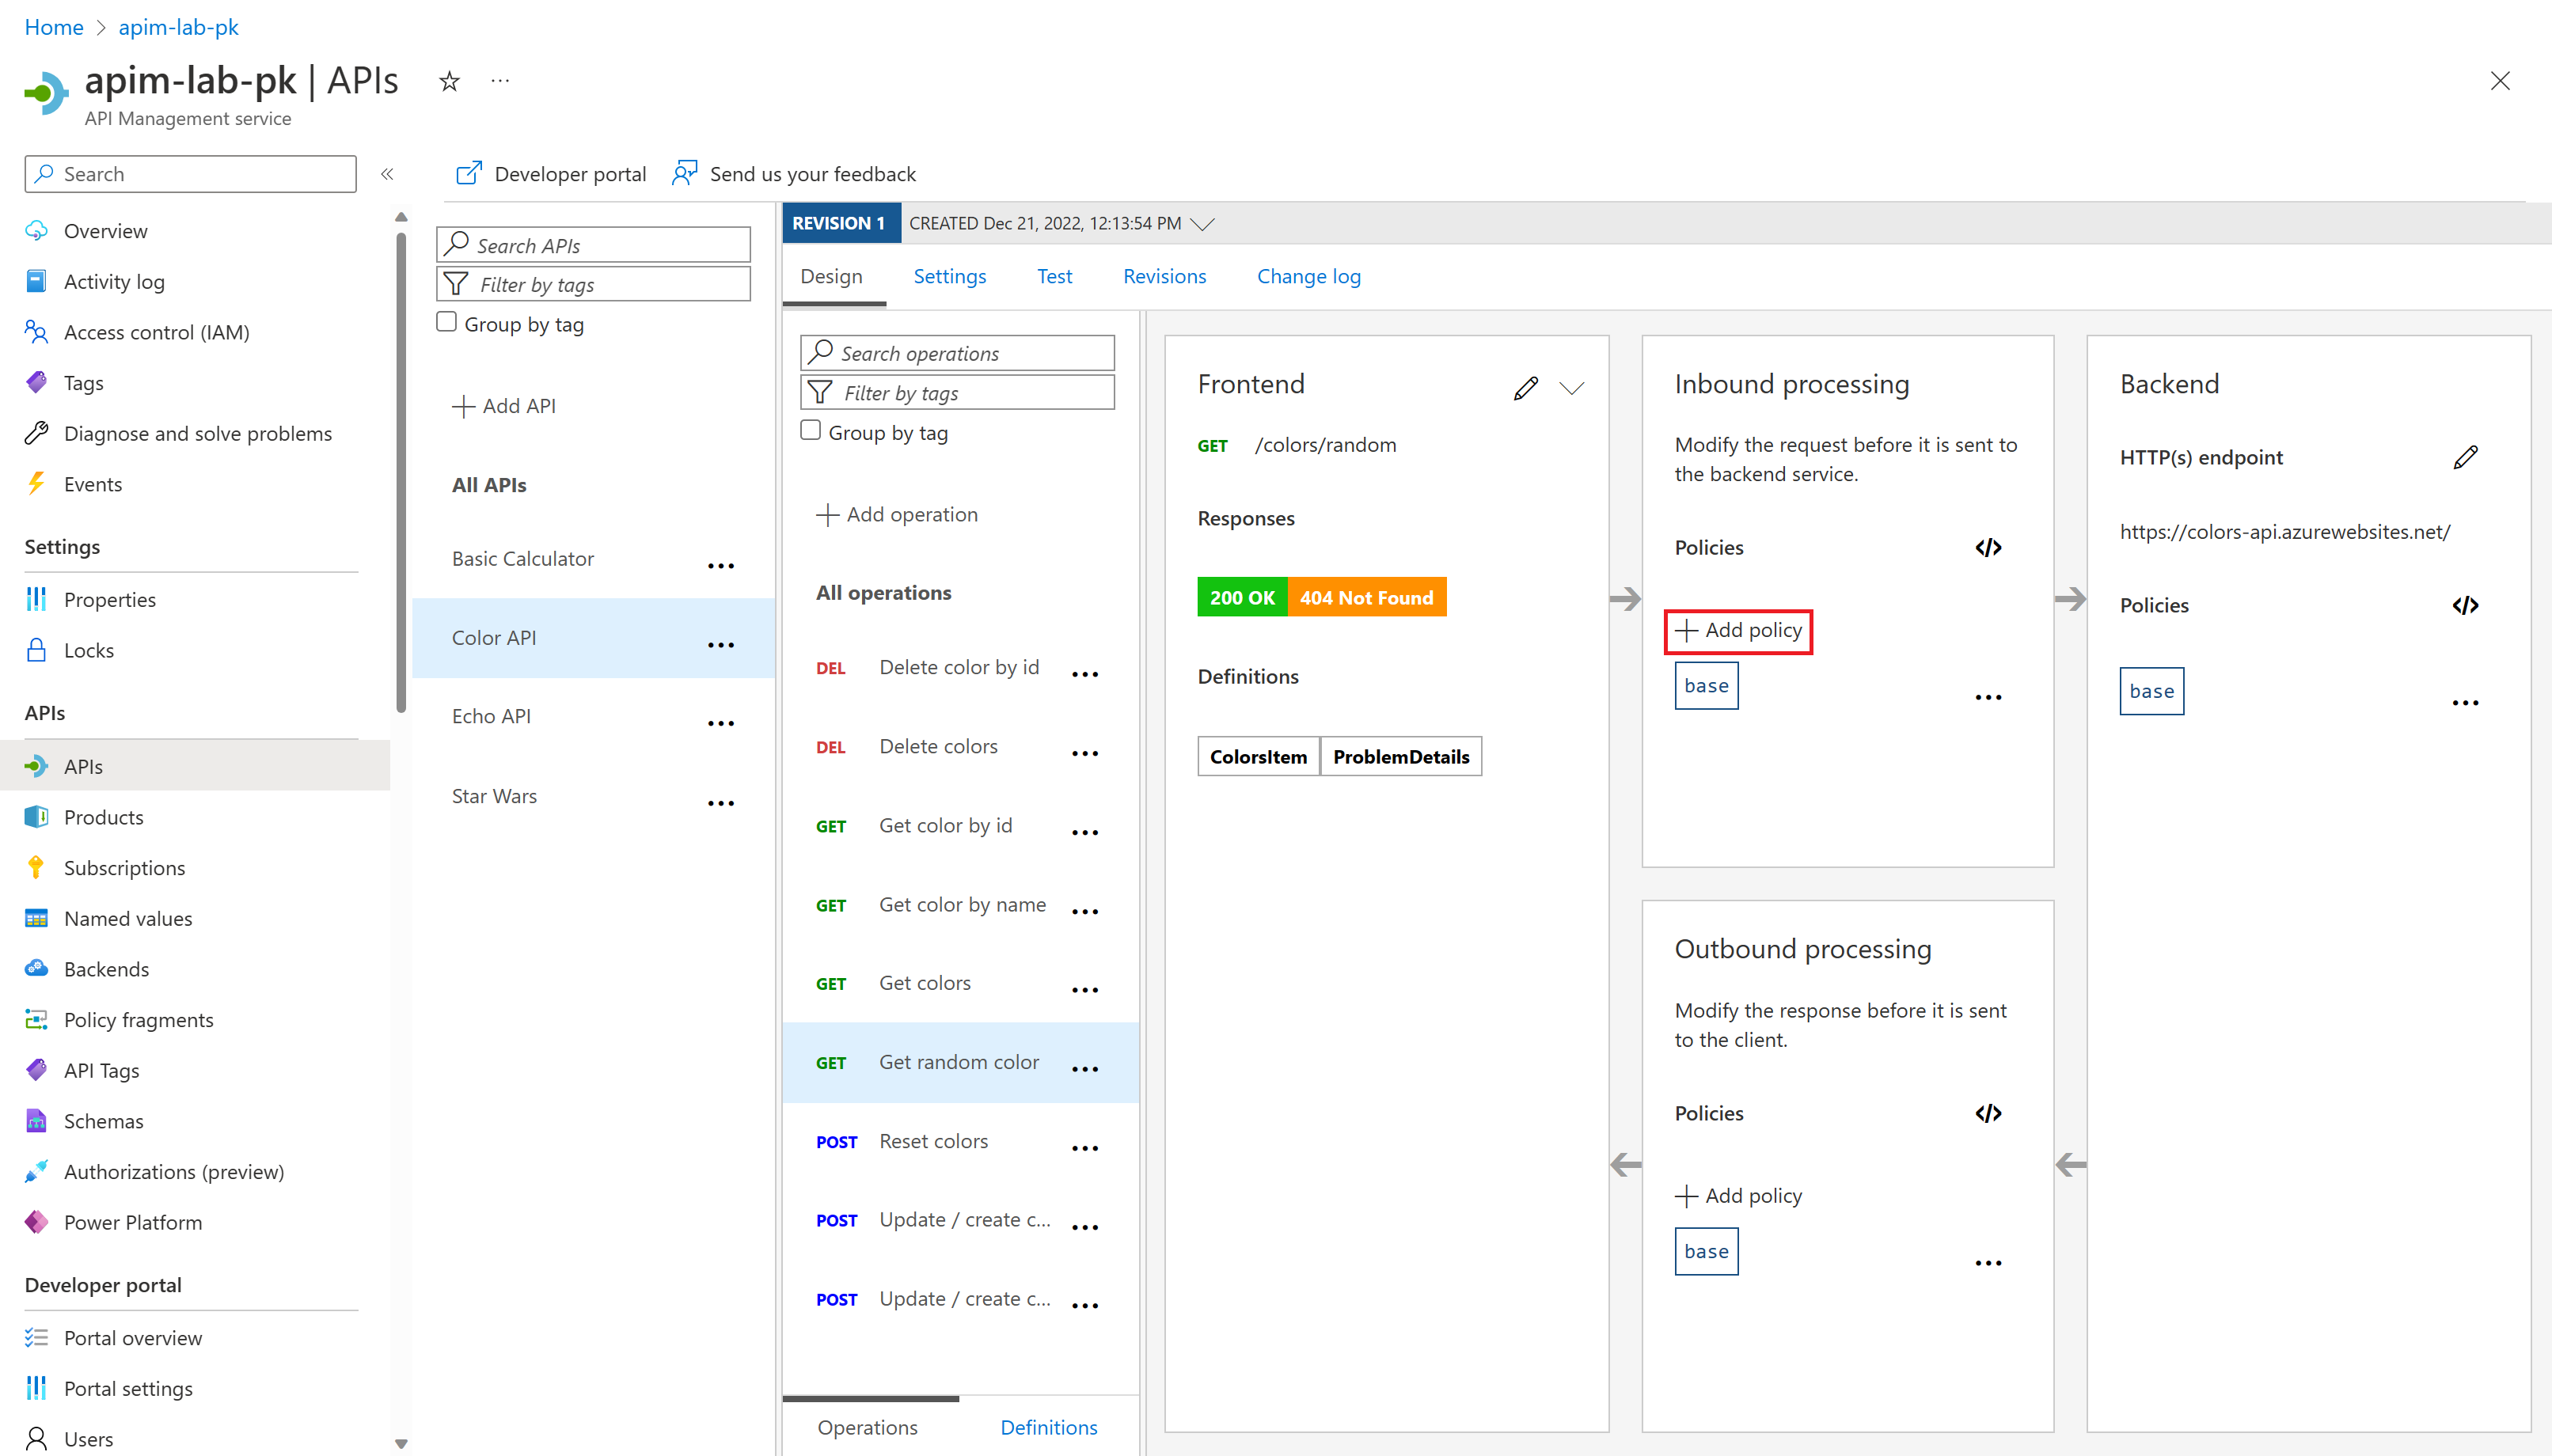 Home > apim-lab-pk
apim-lab-pk | APIs
API Management service
Search
Overview
Activity log
Access control (IAM)
Tags
Diagnose and solve problems
Events
Settings
Properties
Locks
APIs
APIs
Products
Subscriptions
Named values
Backends
Policy fragments
API Tags
Schemas
Authorizations (preview)
Power Platform
Developer portal
Portal overview
Portal settings
Users
Developer portal
Send us your feedback
Search APIs
Filter by tags
Group by tag
Add API
All APIs
Basic Calculator
Color API
Echo API
Star Wars
REVISION 1 CREATED Dec 21, 2022, 12:13:54 PM
Design Settings Test Revisions Change log
Search operations
Filter by tags
Group by tag
Add operation
All operations
DEL Delete color by id
DEL Delete colors
GET Get color by id
GET Get color by name
GET Get colors
GET Get random color
POST Reset colors
POST Update / create c...
POST Update / create c...
Operations Definitions
Frontend
GET /colors/random
Responses
200 OK 404 Not Found
Definitions
ColorsItem ProblemDetails
Inbound processing
Modify the request before it is sent to
the backend service.
Policies </>
Add policy
base
Outbound processing
Modify the response before it is sent
to the client.
Policies </>
Add policy
base
Backend
HTTP(s) endpoint
https://colors-api.azurewebsites.net/
Policies </>
base